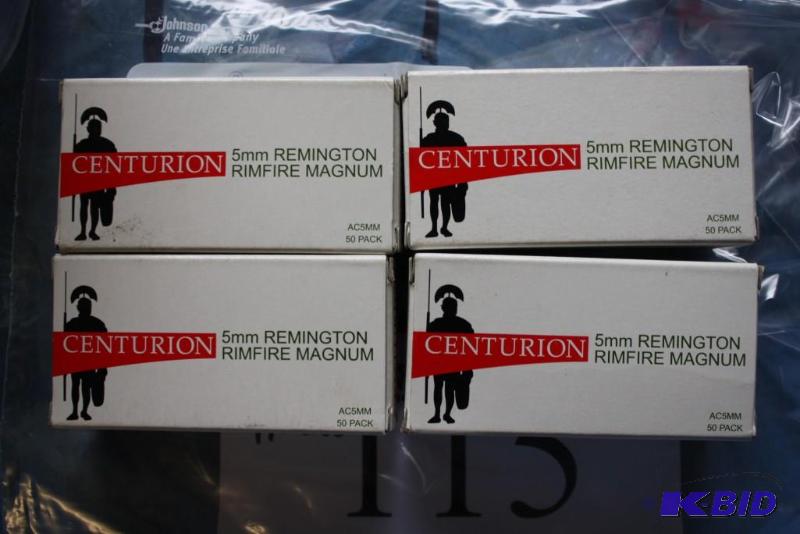 Johnson
A Family Company
Une Entreprise Familiale
CENTURION
5mm REMINGTON
RIMFIRE MAGNUM
AC5MM
50 PACK
CENTURION
5mm REMINGTON
RIMFIRE MAGNUM
AC5MM
50 PACK
CENTURION
5mm REMINGTON
RIMFIRE MAGNUM
AC5MM
50 PACK
CENTURION
5mm REMINGTON
RIMFIRE MAGNUM
AC5MM
50 PACK
115
K-BID